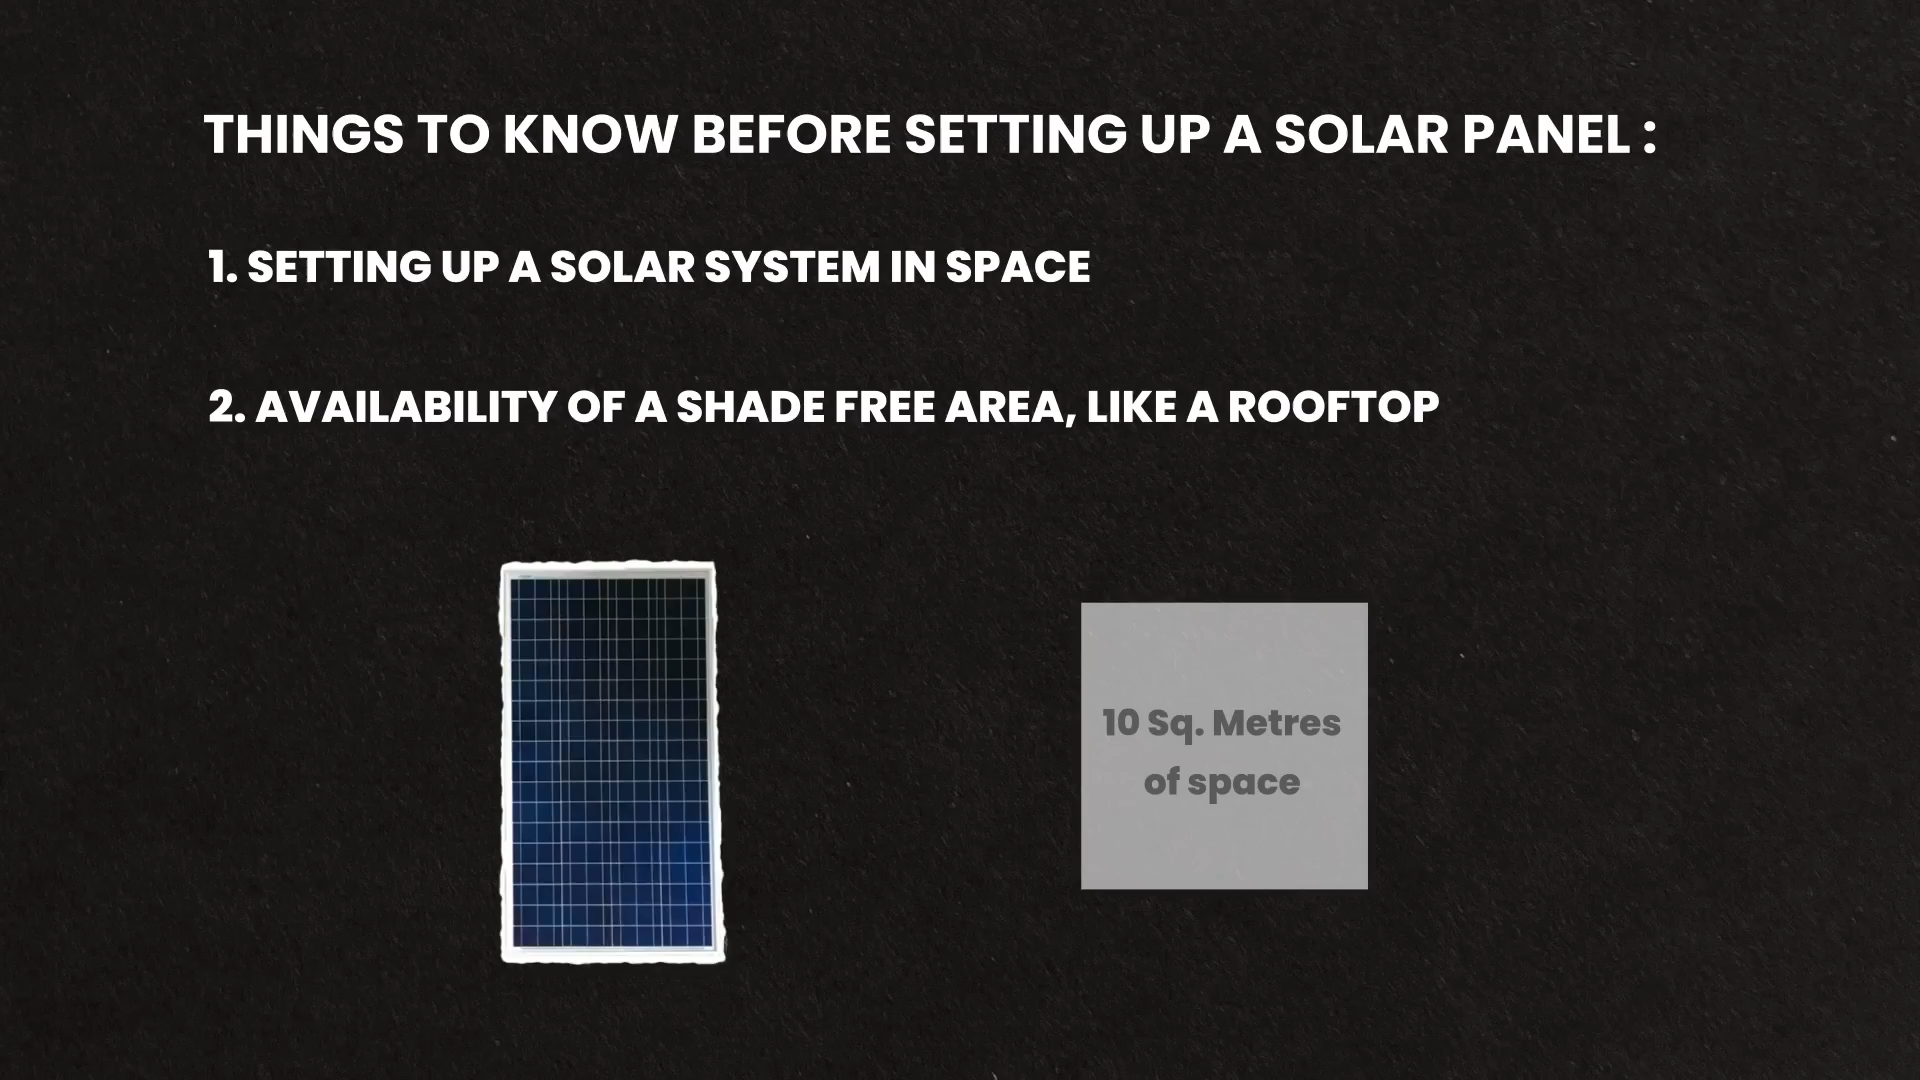 THINGS TO KNOW BEFORE SETTING UP A SOLAR PANEL :
1. SETTING UP A SOLAR SYSTEM IN SPACE
2. AVAILABILITY OF A SHADE FREE AREA, LIKE A ROOFTOP
10 Sq. Metres
of space